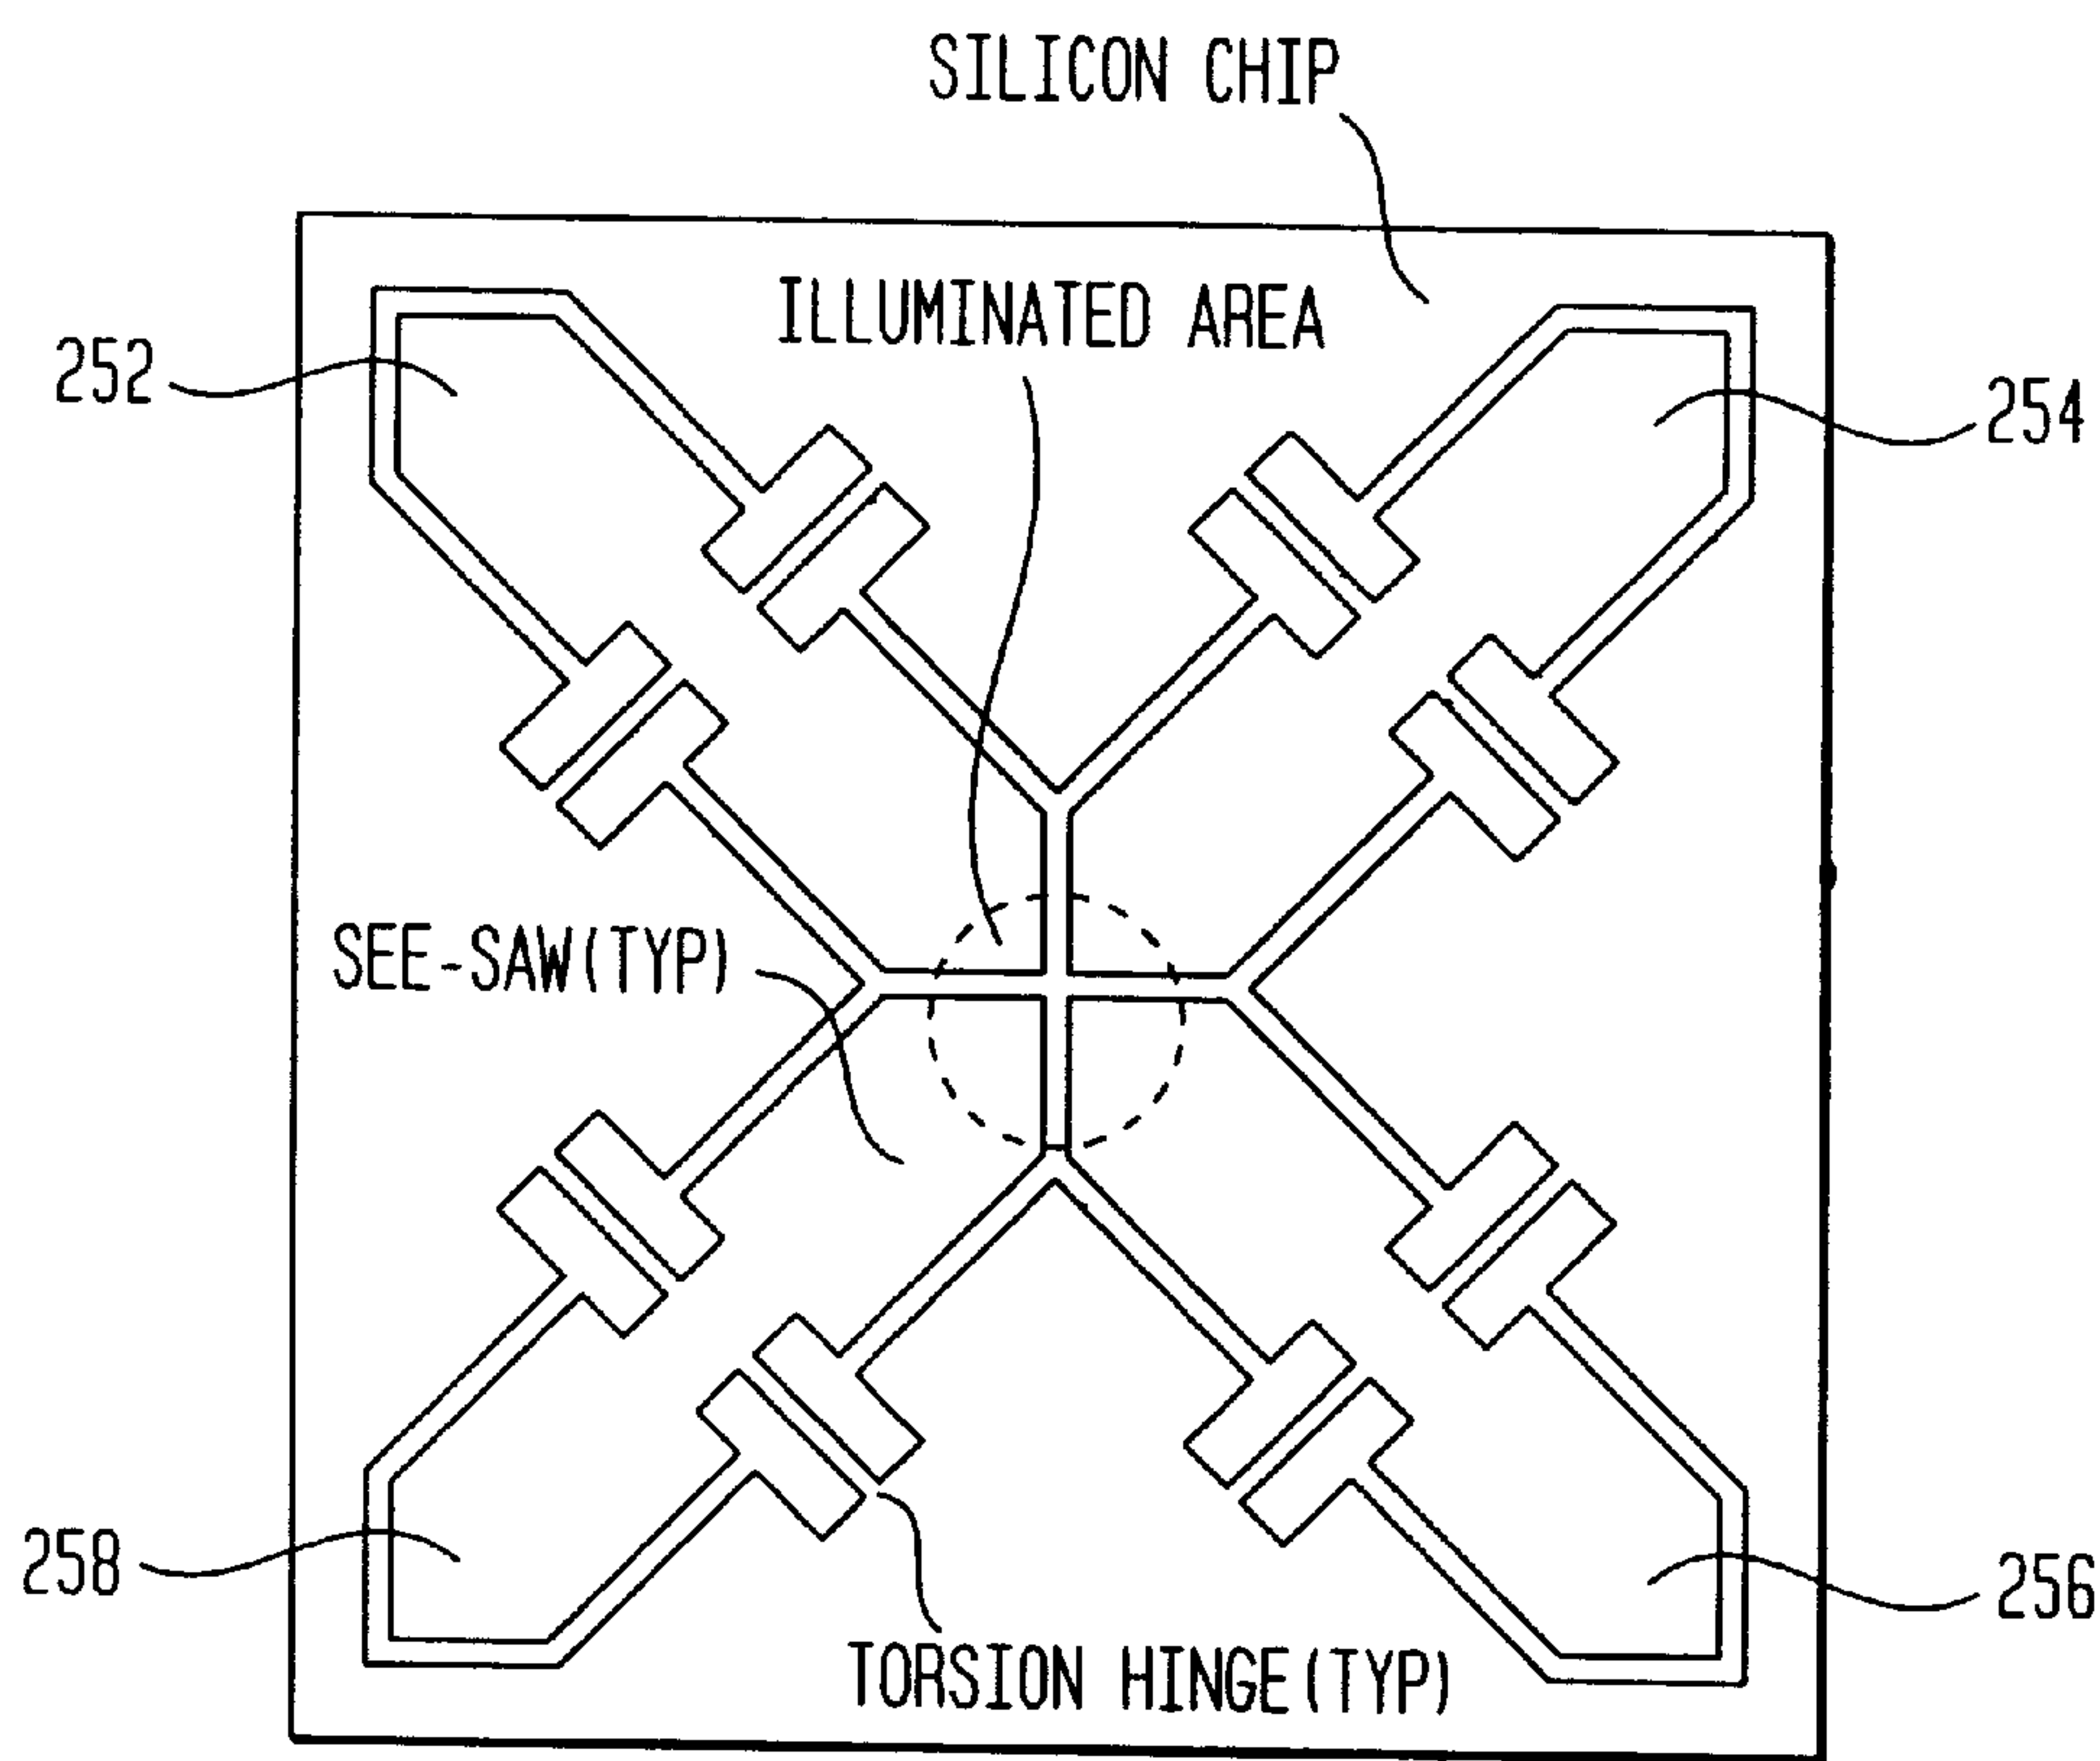 SILICON CHIP
ILLUMINATED AREA
252
254
SEE-SAW(TYP)
258
256
TORSION HINGE(TYP)